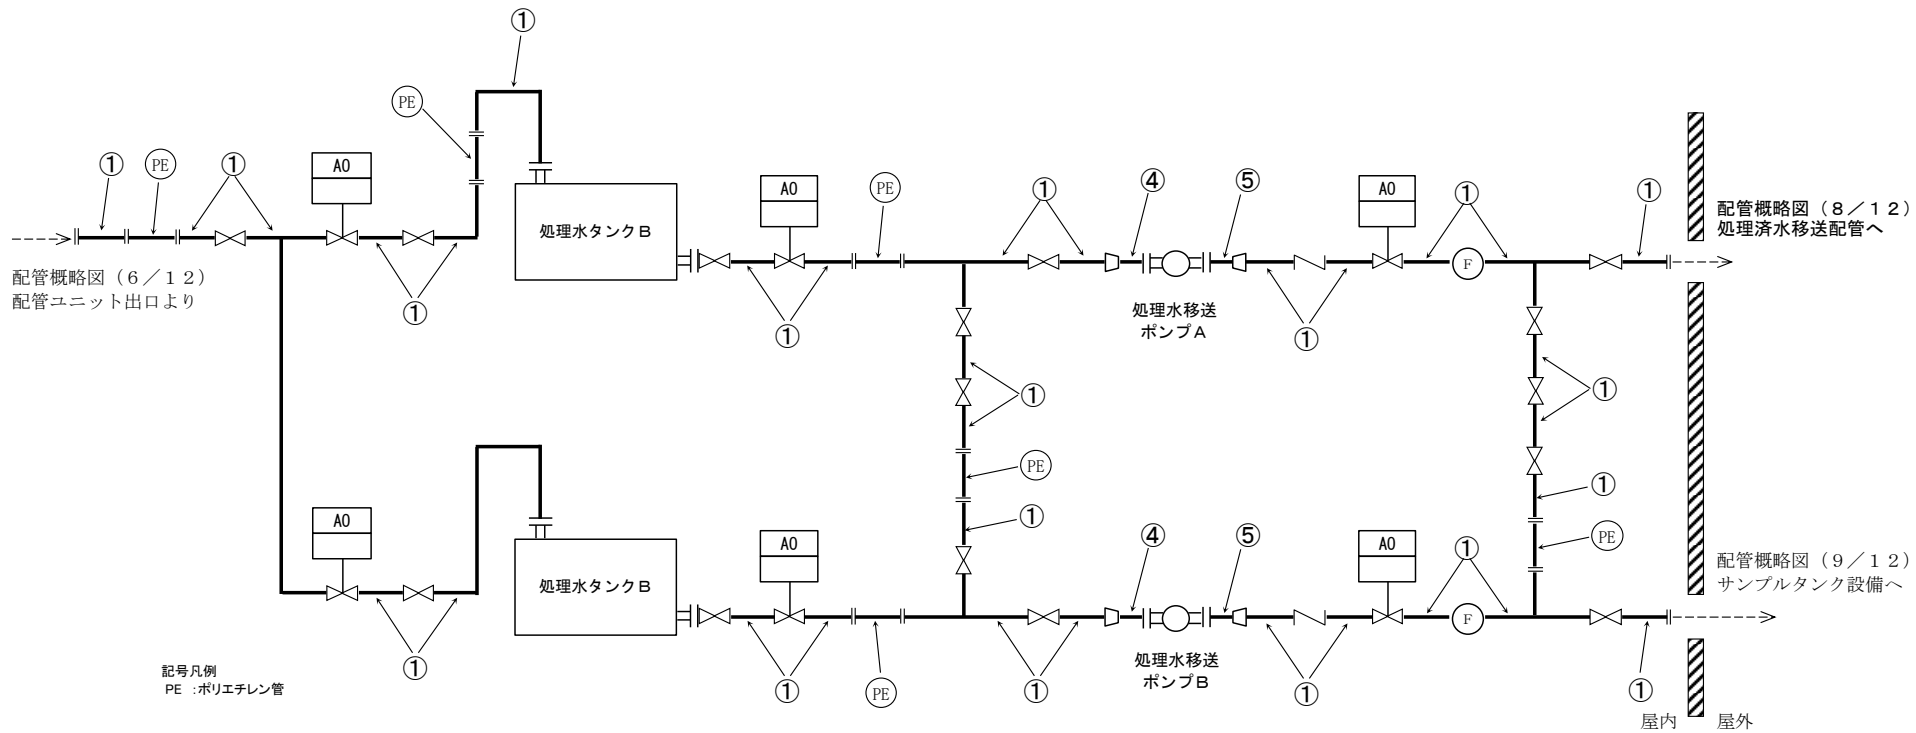 ①
PE
① PE ① AO
処理水タンクB
AO PE
① ④ ⑤
AO ① ①
F
配管概略図（8／12）
処理済水移送配管へ
配管概略図（6／12）
配管ユニット出口より
①
①
処理水移送
ポンプA
①
①
①
PE
①
①
PE
AO
処理水タンクB
AO
④ ⑤
AO ①
F
配管概略図（9／12）
サンプルタンク設備へ
①
① PE ①
処理水移送
ポンプB
① ①
記号凡例
PE ：ポリエチレン管
屋内 屋外